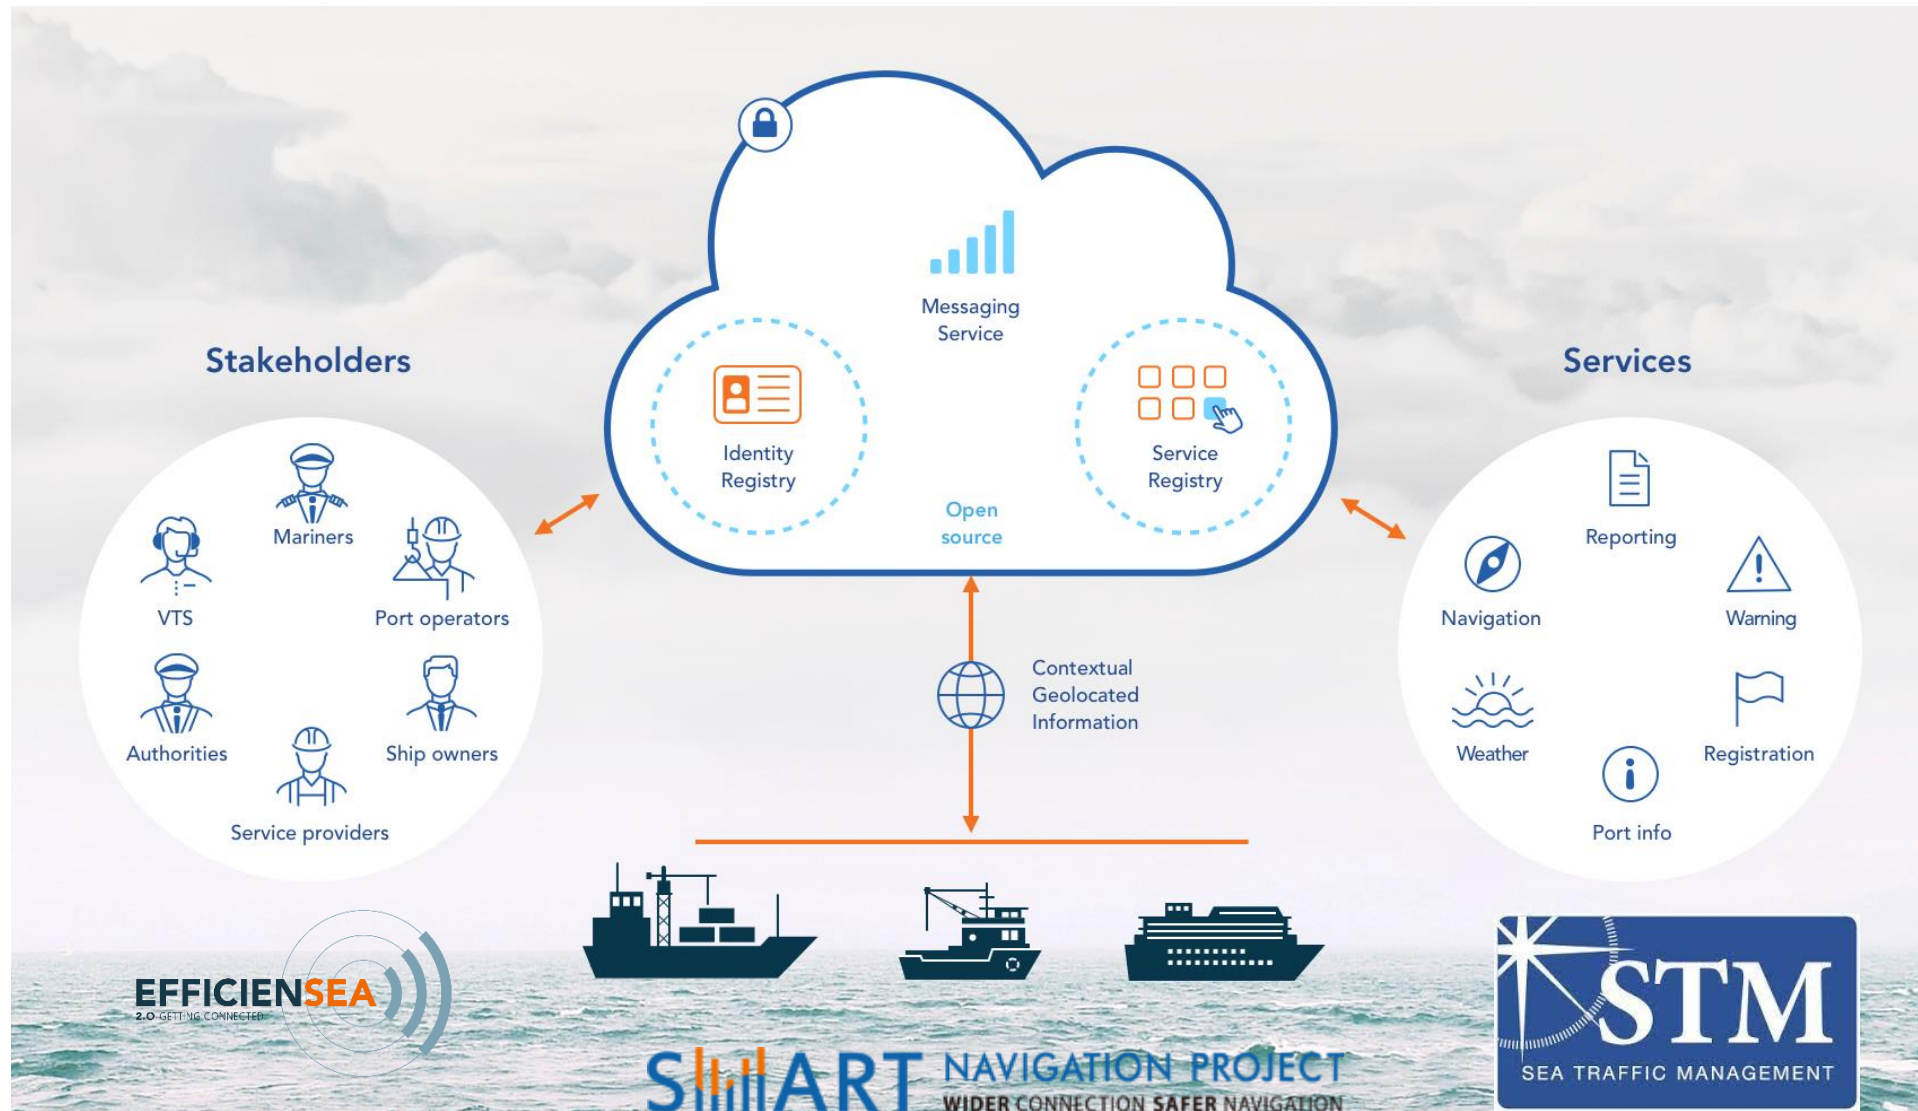 Messaging
Service
Stakeholders
Services
Identity
Registry
Service
Registry
Open
source
Mariners
VTS
Port operators
Authorities
Ship owners
Service providers
Contextual
Geolocated
Information
Reporting
Navigation
Warning
Weather
Registration
Port info
EFFICIENSEA
2.0 GETTING CONNECTED
SMART NAVIGATION PROJECT
WIDER CONNECTION SAFER NAVIGATION
STM
SEA TRAFFIC MANAGEMENT